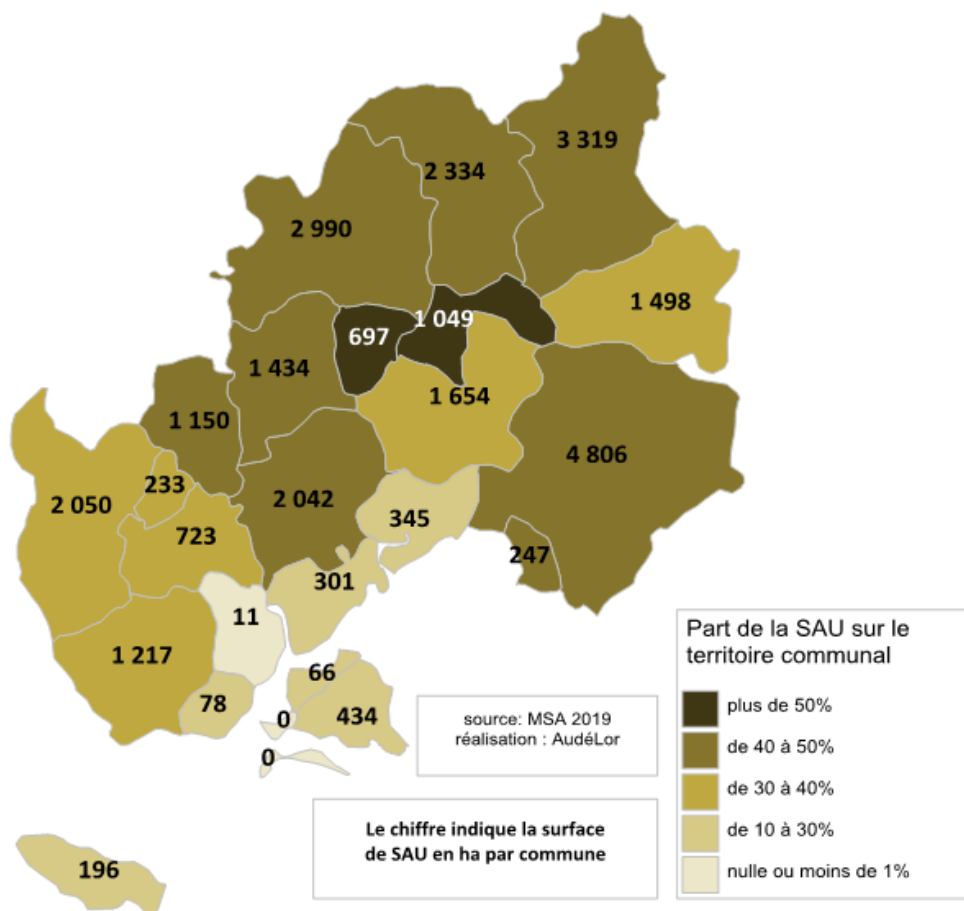 3 319
2 334
2 990
1 498
1 049
697
1 434
1 654
1 150
4 806
233
2 050
2 042
345
723
247
301
11
1 217
66
78
434
0
0
196
source: MSA 2019
réalisation : AudéLor
Le chiffre indique la surface
de SAU en ha par commune
Part de la SAU sur le
territoire communal
plus de 50%
de 40 à 50%
de 30 à 40%
de 10 à 30%
nulle ou moins de 1%